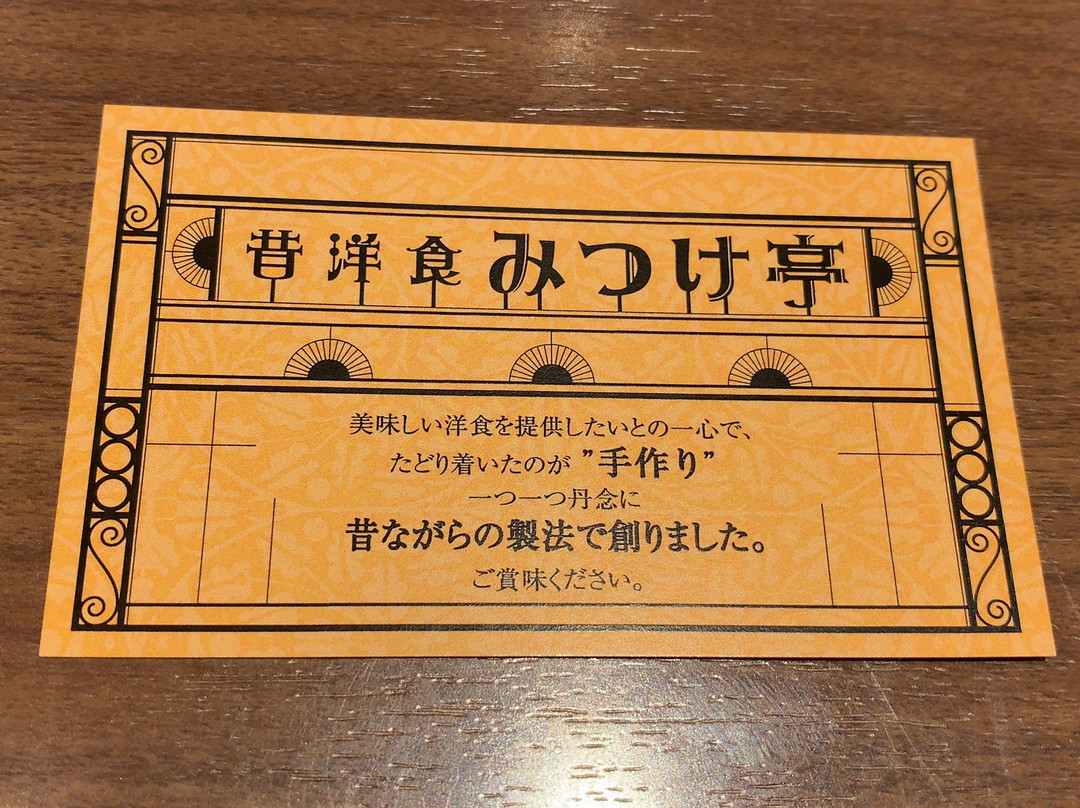 昔洋食 みつけ亭
美味しい洋食を提供したいとの一心で、
たどり着いたのが ”手作り”
一つ一つ丹念に
昔ながらの製法で創りました。
ご賞味ください。